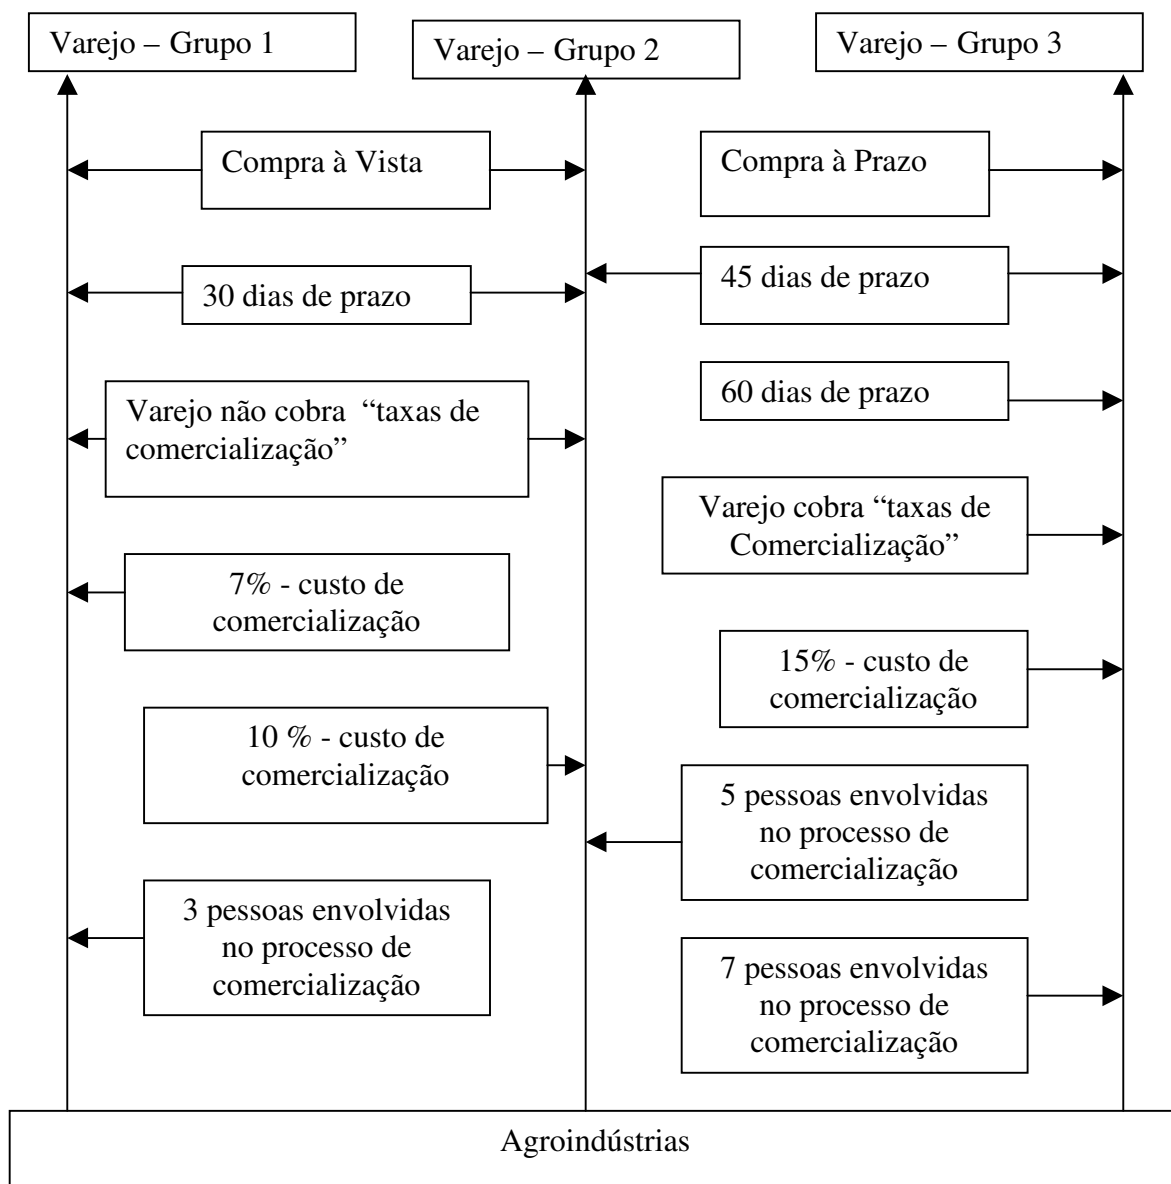 Varejo – Grupo 1
Varejo – Grupo 2
Varejo – Grupo 3
Compra à Vista
Compra à Prazo
30 dias de prazo
45 dias de prazo
60 dias de prazo
Varejo não cobra “taxas de
comercialização”
Varejo cobra “taxas de
Comercialização”
7% - custo de
comercialização
15% - custo de
comercialização
10 % - custo de
comercialização
5 pessoas envolvidas
no processo de
comercialização
3 pessoas envolvidas
no processo de
comercialização
7 pessoas envolvidas
no processo de
comercialização
Agroindústrias